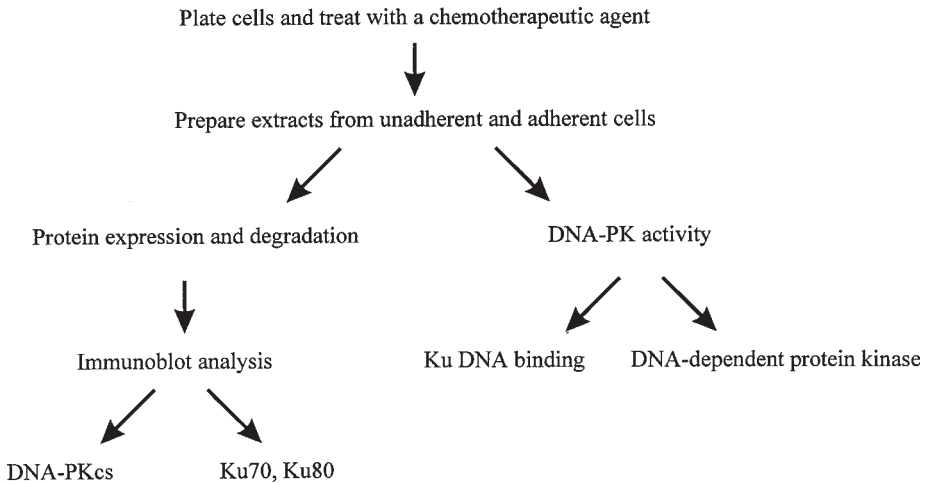 Plate cells and treat with a chemotherapeutic agent
Prepare extracts from unadherent and adherent cells
Protein expression and degradation
DNA-PK activity
Immunoblot analysis
Ku DNA binding
DNA-dependent protein kinase
DNA-PKcs
Ku70, Ku80